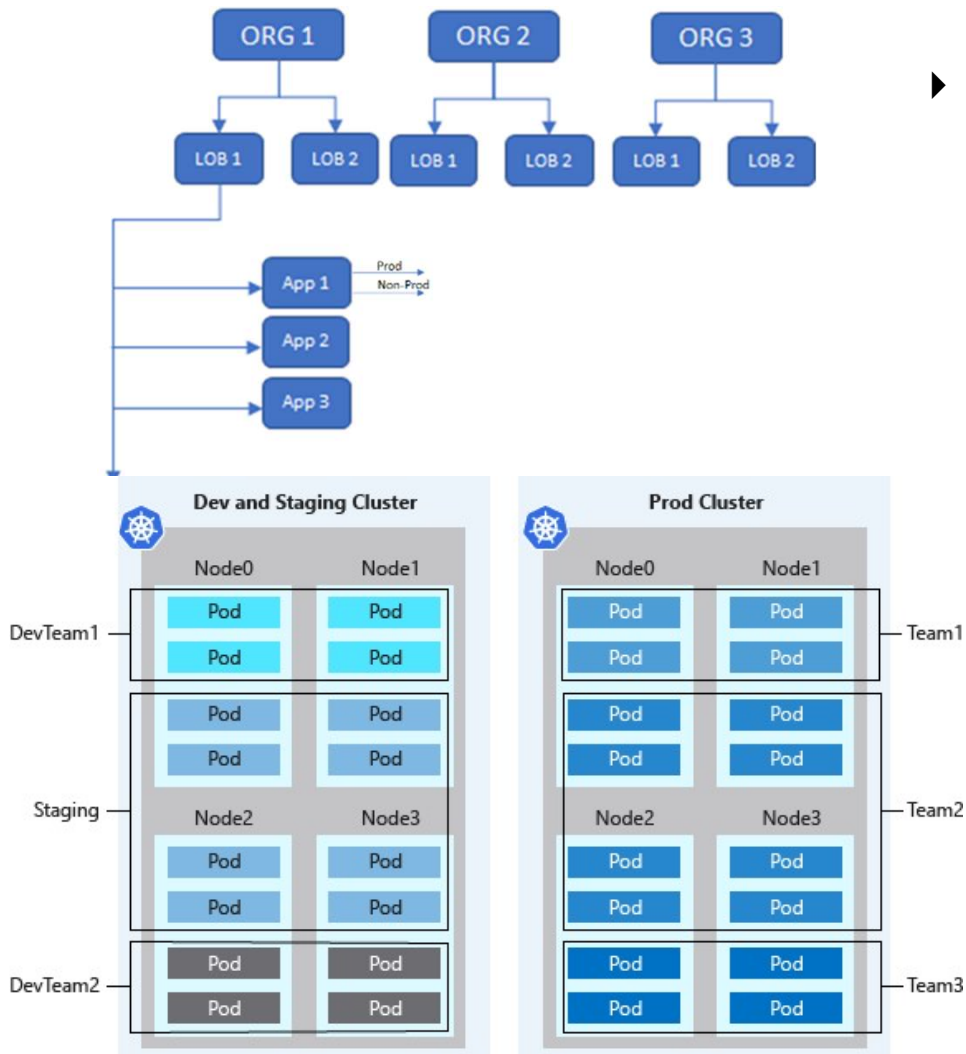 ORG 1
ORG 2
ORG 3
LOB 1
LOB 2
LOB 1
LOB 2
LOB 1
LOB 2
App 1
Prod
Non-Prod
App 2
App 3
Dev and Staging Cluster
Node0
Node1
DevTeam1
Pod
Pod
Pod
Pod
Staging
Pod
Pod
Pod
Pod
Node2
Node3
Pod
Pod
Pod
Pod
DevTeam2
Pod
Pod
Pod
Pod
Prod Cluster
Node0
Node1
Pod
Pod
Team1
Pod
Pod
Pod
Pod
Pod
Pod
Team2
Node2
Node3
Pod
Pod
Pod
Pod
Pod
Pod
Team3
Pod
Pod